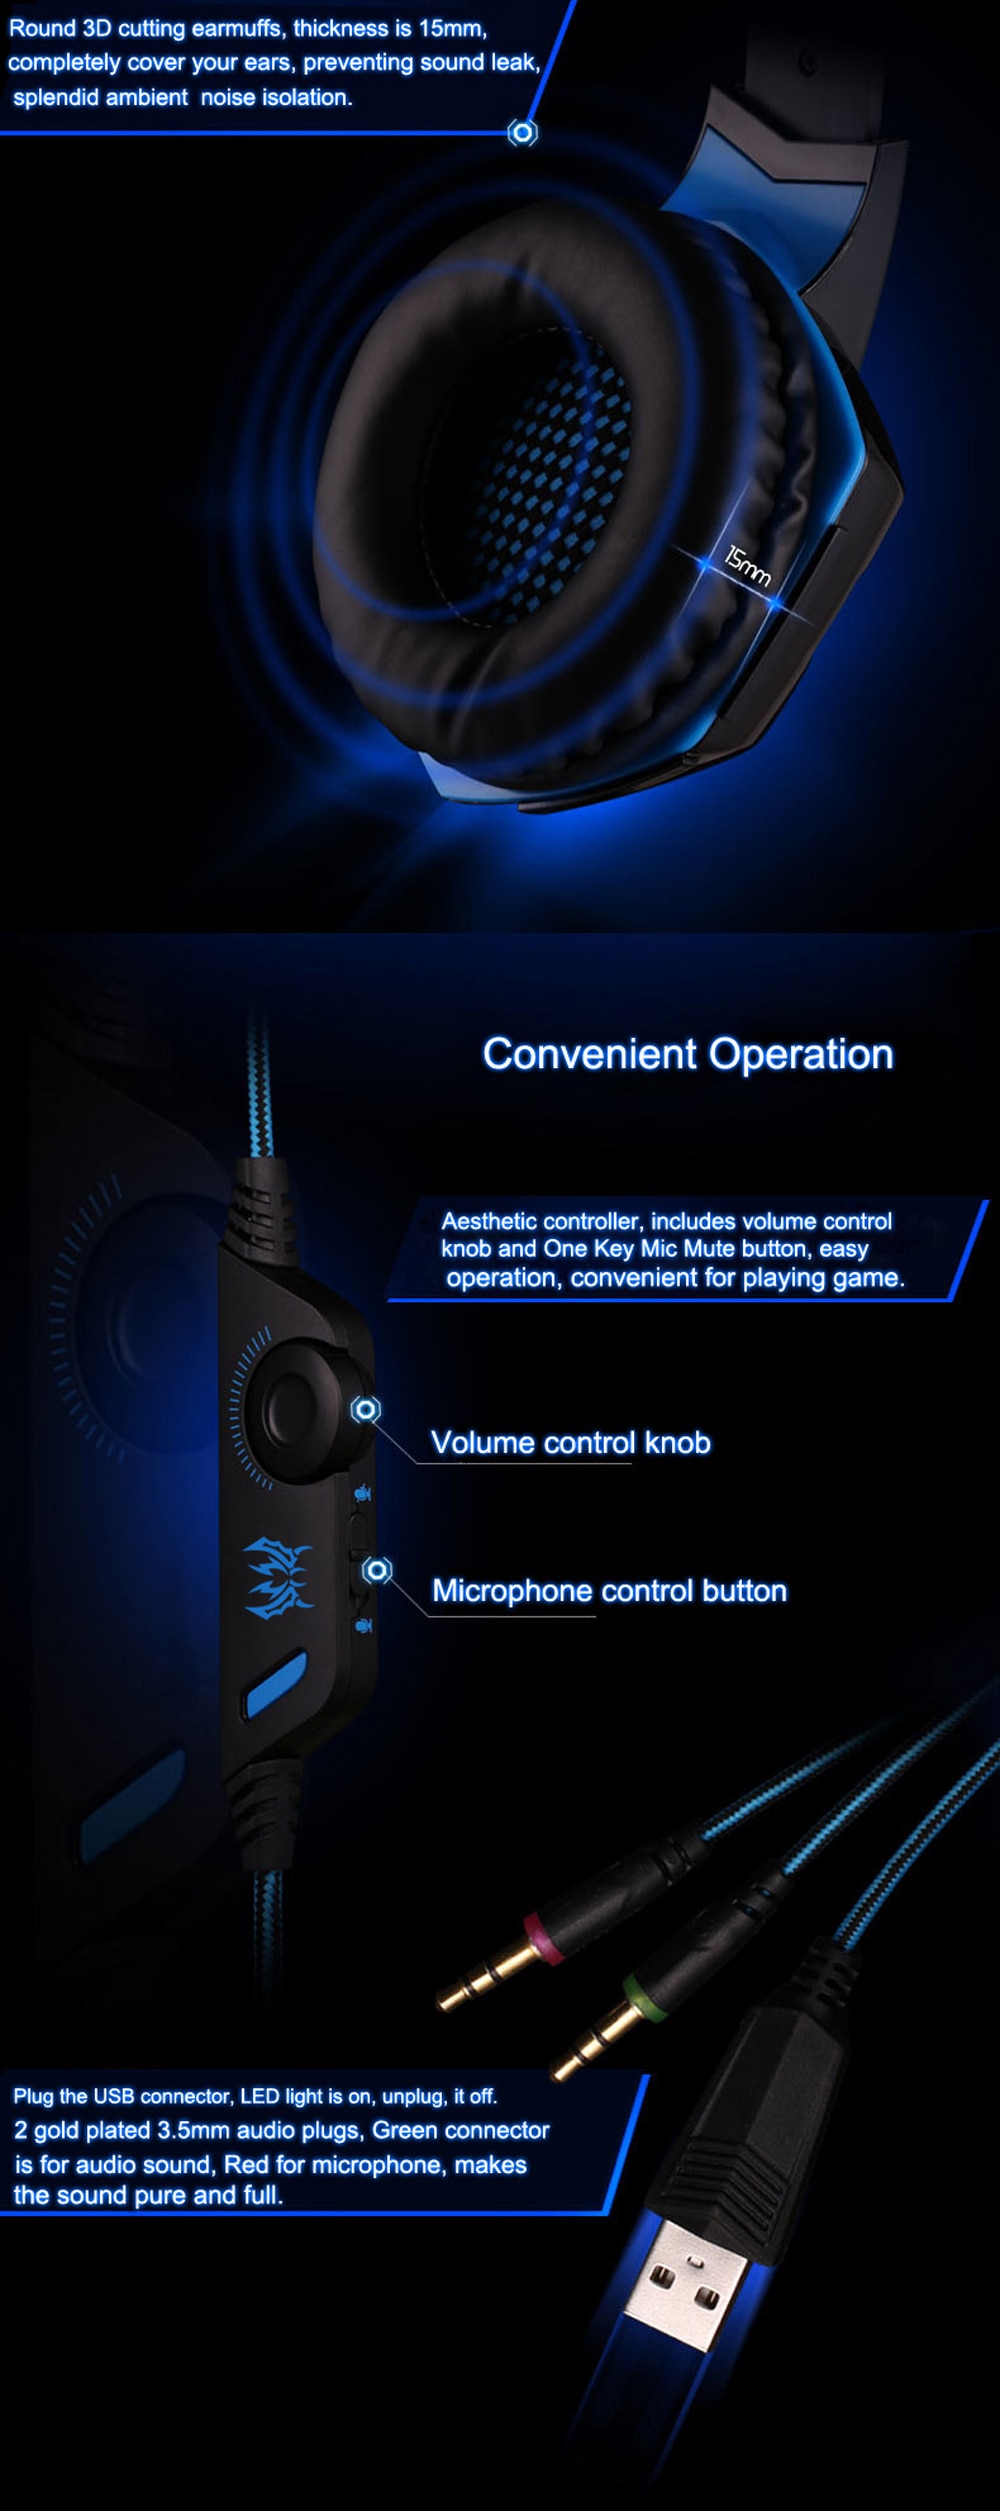 Round 3D cutting earmuffs, thickness is 15mm,
completely cover your ears, preventing sound leak,
splendid ambient noise isolation.
15mm
Convenient Operation
Aesthetic controller, includes volume control
knob and One Key Mic Mute button, easy
operation, convenient for playing game.
Volume control knob
Microphone control button
Plug the USB connector, LED light is on, unplug, it off.
2 gold plated 3.5mm audio plugs, Green connector
is for audio sound, Red for microphone, makes
the sound pure and full.